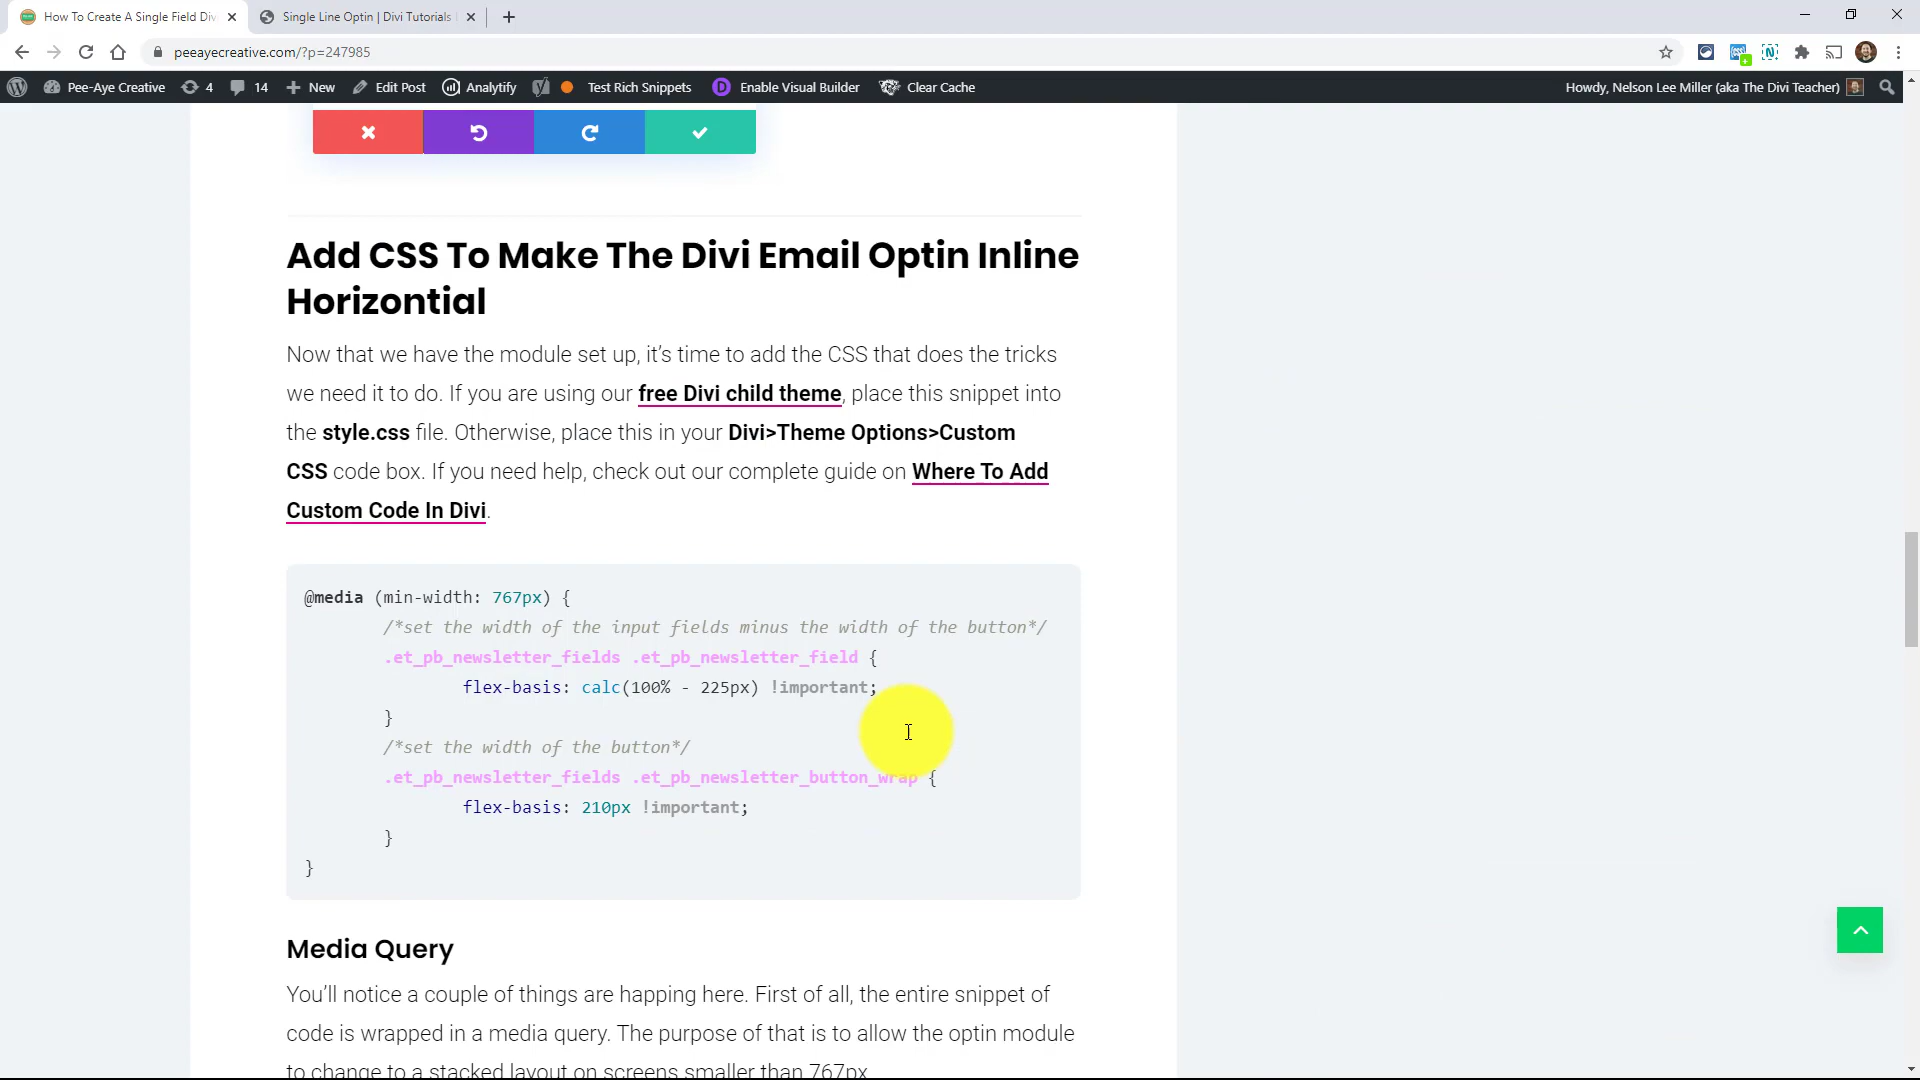 How To Create A Single Field Div
Single Line Optin | Divi Tutorials
peeayecreative.com/?p=247985
Pee-Aye Creative 4 14 New Edit Post Analytify Test Rich Snippets Enable Visual Builder Clear Cache Howdy, Nelson Lee Miller (aka The Divi Teacher)
Add CSS To Make The Divi Email Optin Inline
Horizontial
Now that we have the module set up, it’s time to add the CSS that does the tricks
we need it to do. If you are using our free Divi child theme, place this snippet into
the style.css file. Otherwise, place this in your Divi>Theme Options>Custom
CSS code box. If you need help, check out our complete guide on Where To Add
Custom Code In Divi.
@media (min-width: 767px) {
/*set the width of the input fields minus the width of the button*/
.et_pb_newsletter_fields .et_pb_newsletter_field {
flex-basis: calc(100% - 225px) !important;
}
/*set the width of the button*/
.et_pb_newsletter_fields .et_pb_newsletter_button_wrap {
flex-basis: 210px !important;
}
}
Media Query
You’ll notice a couple of things are happing here. First of all, the entire snippet of
code is wrapped in a media query. The purpose of that is to allow the optin module
to change to a stacked layout on screens smaller than 767px.